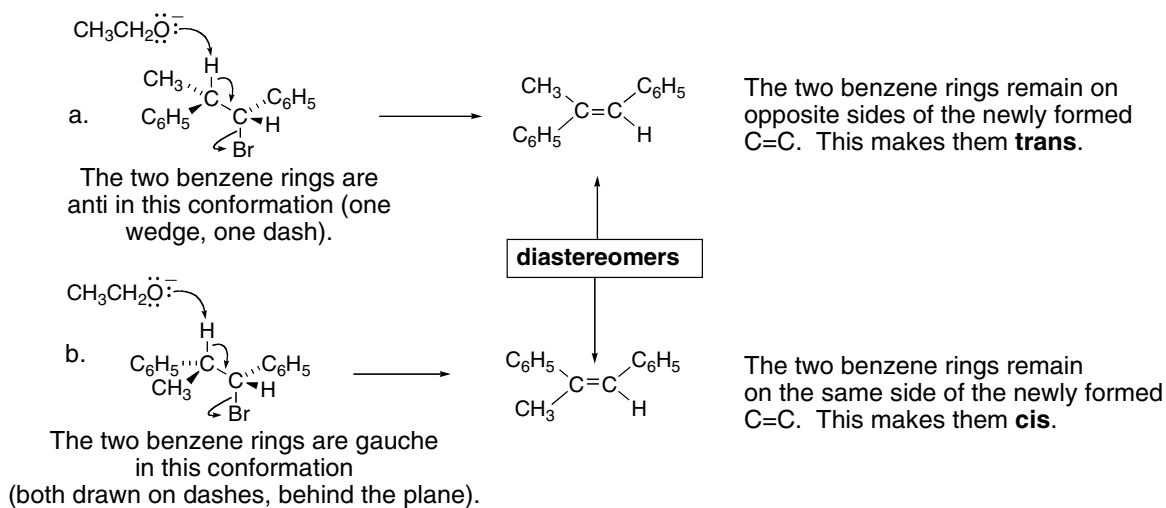 CH3CH2O:–
H
CH3
C
C6H5
a.
C6H5
C
H
Br
The two benzene rings are
anti in this conformation (one
wedge, one dash).
CH3
C6H5
C=C
C6H5
H
The two benzene rings remain on
opposite sides of the newly formed
C=C.  This makes them trans.
diastereomers
CH3CH2O:–
H
b.
C6H5
C
C6H5
CH3
C
H
Br
The two benzene rings are gauche
in this conformation
(both drawn on dashes, behind the plane).
C6H5
C6H5
C=C
CH3
H
The two benzene rings remain
on the same side of the newly formed
C=C.  This makes them cis.